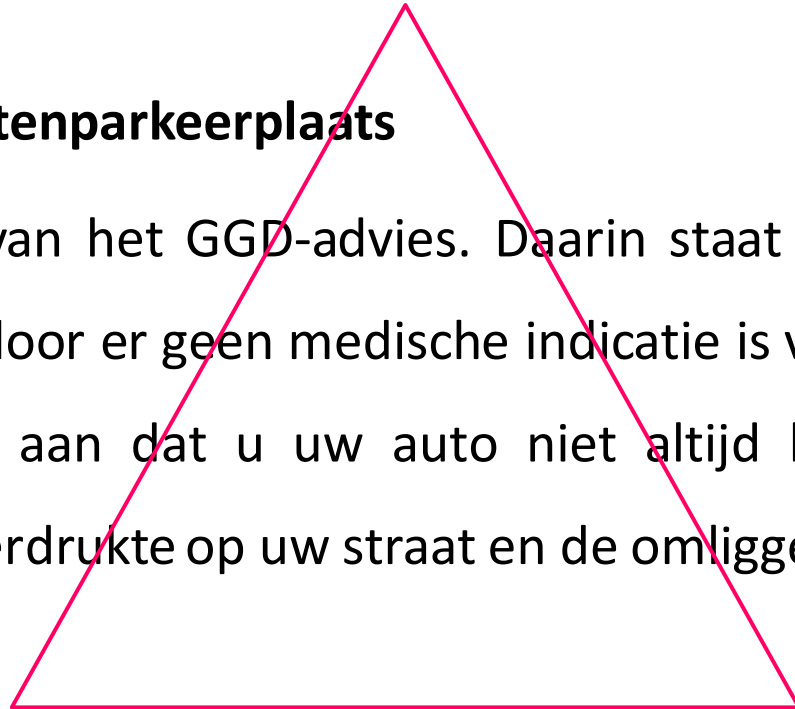 tenparkeerplaats
van het GGD-advies. Daarin staat
door er geen medische indicatie is v
aan dat u uw auto niet altijd
erdrukte op uw straat en de omligge